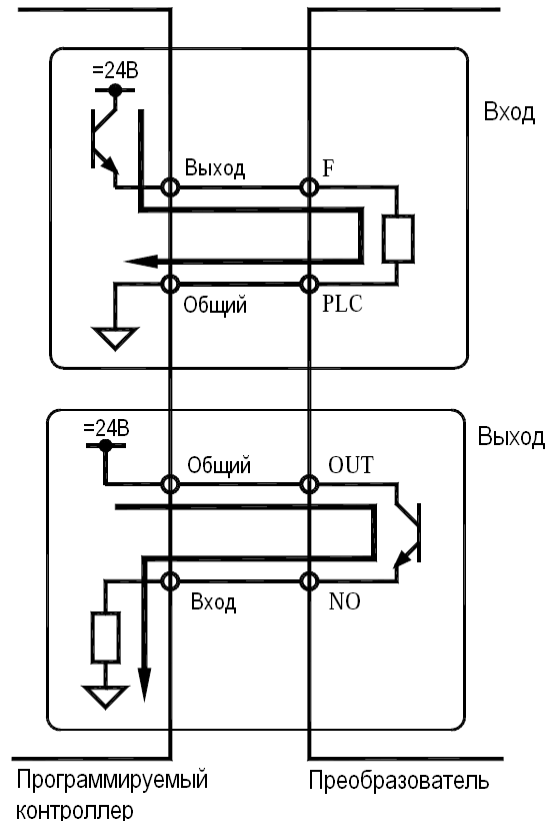 =24В
Вход
Выход F
Общий PLC
=24В
Выход
Общий OUT
Вход NO
Программируемый контроллер
Преобразователь